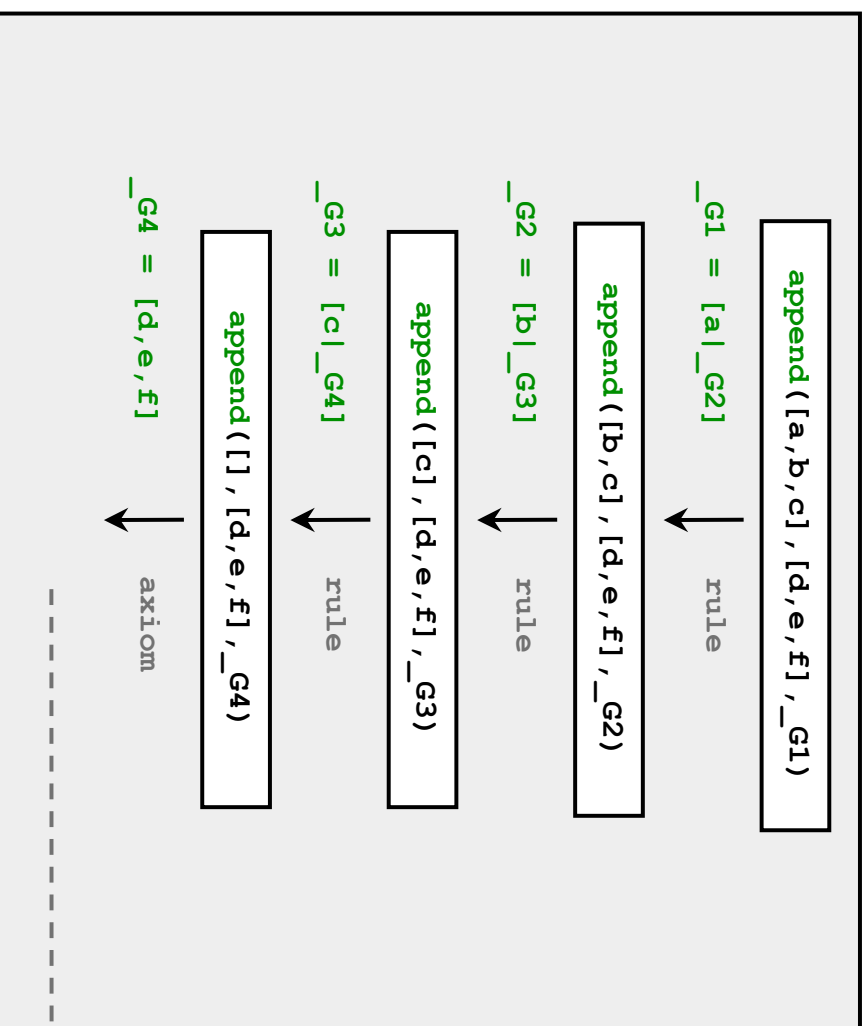 append([a,b,c],[d,e,f],_G1)
_G1 = [a|_G2]
rule
append([b,c],[d,e,f],_G2)
_G2 = [b|_G3]
rule
append([c],[d,e,f],_G3)
_G3 = [c|_G4]
rule
append([],[d,e,f],_G4)
_G4 = [d,e,f]
axiom